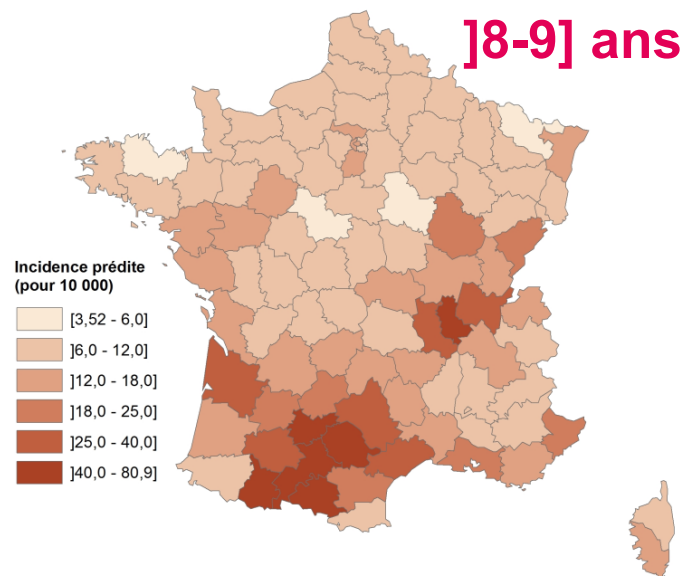 ]8-9] ans
Incidence prédite
(pour 10 000)
]3,52 - 6,0]
]6,0 - 12,0]
]12,0 - 18,0]
]18,0 - 25,0]
]25,0 - 40,0]
]40,0 - 80,9]